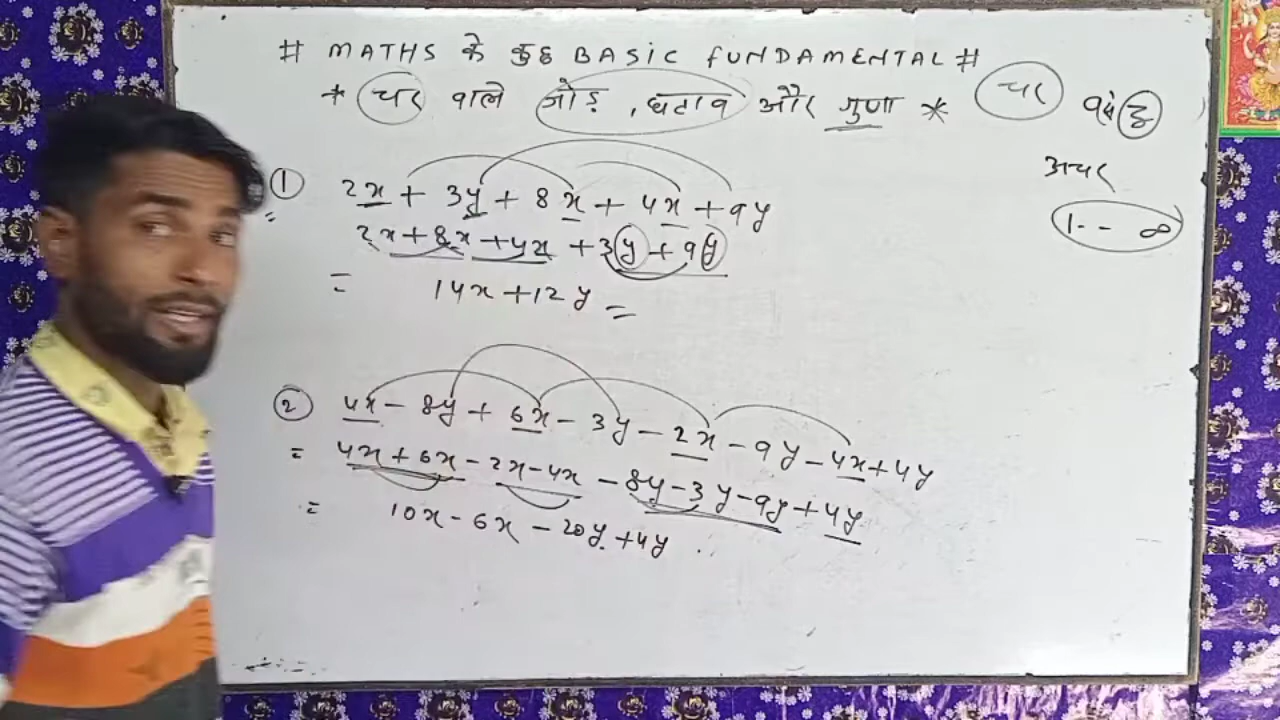 # MATHS के कुछ BASIC FUNDAMENTAL #
* चर वाले जोड़, घटाव और गुणा * चर
अचर
1 - - ∞
① 2x + 3y + 8x + 4x + 9y
= 2x + 8x + 4x + 3y + 9y
= 14x + 12y =
② 4x - 8y + 6x - 3y - 2x - 9y - 4x + 4y
= 4x + 6x - 2x - 4x - 8y - 3y - 9y + 4y
= 10x - 6x - 20y + 4y